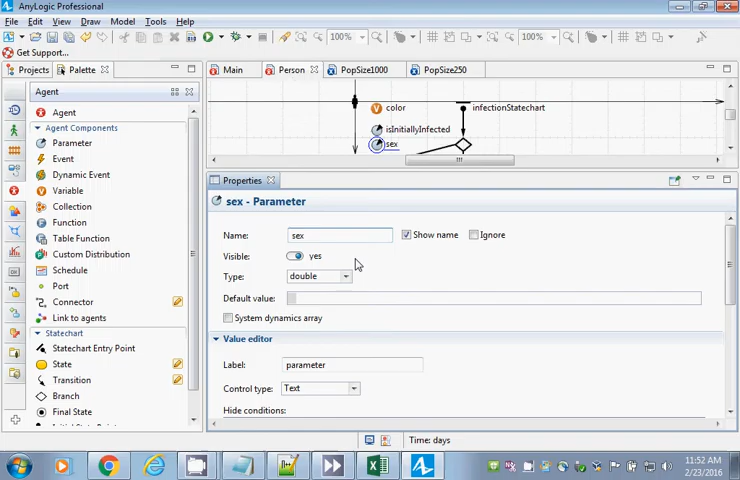 AnyLogic Professional
File Edit View Draw Model Tools Help
100% 100%
Get Support...
Projects Palette
Main Person PopSize1000 PopSize250
Agent
Agent
Agent Components
Parameter
Event
Dynamic Event
Variable
Collection
Function
Table Function
Custom Distribution
Schedule
Port
Connector
Link to agents
Statechart
Statechart Entry Point
State
Transition
Branch
Final State
color
infectionStatechart
isInitiallyInfected
sex
Properties
sex - Parameter
Name: sex Show name Ignore
Visible: yes
Type: double
Default value:
System dynamics array
Value editor
Label: parameter
Control type: Text
Hide conditions:
Time: days
11:52 AM
2/23/2016